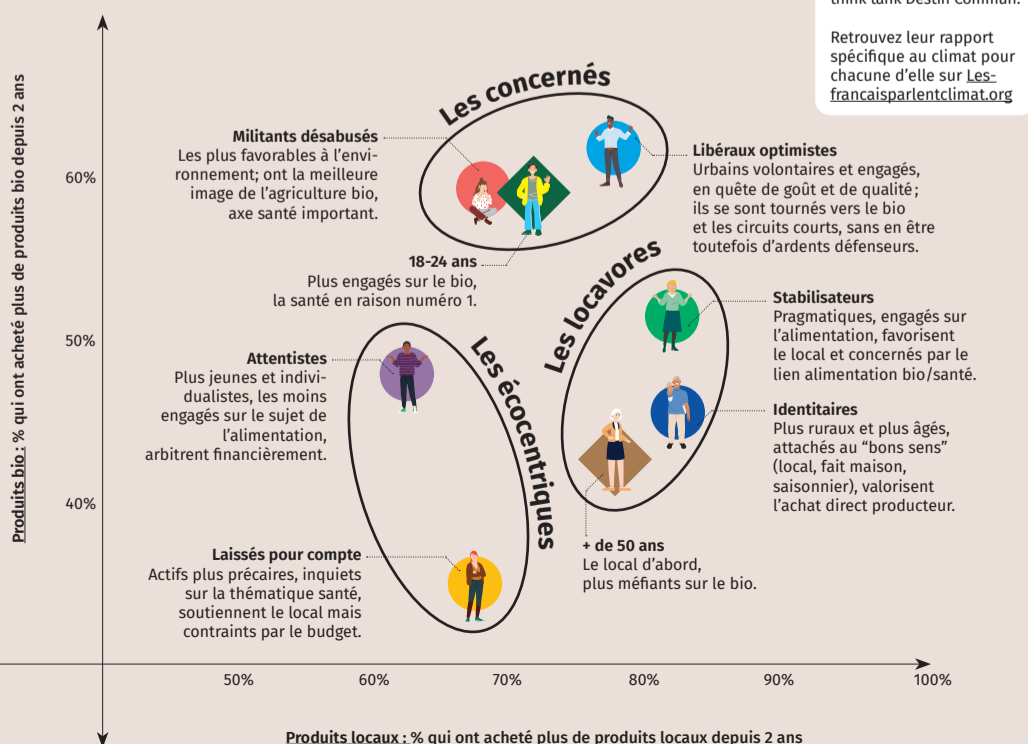 think tank Destin Commun.
Retrouvez leur rapport
spécifique au climat pour
chacune d'elle sur Les-
francaisparlentclimat.org
Produits bio : % qui ont acheté plus de produits bio depuis 2 ans
60%
50%
40%
Les concernés
Militants désabusés
Les plus favorables à l'envi-
ronnement; ont la meilleure
image de l'agriculture bio,
axe santé important.
Libéraux optimistes
Urbains volontaires et engagés,
en quête de goût et de qualité ;
ils se sont tournés vers le bio
et les circuits courts, sans en être
toutefois d'ardents défenseurs.
18-24 ans
Plus engagés sur le bio,
la santé en raison numéro 1.
Les locavores
Stabilisateurs
Pragmatiques, engagés sur
l'alimentation, favorisent
le local et concernés par le
lien alimentation bio/santé.
Identitaires
Plus ruraux et plus âgés,
attachés au “bons sens”
(local, fait maison,
saisonnier), valorisent
l'achat direct producteur.
+ de 50 ans
Le local d'abord,
plus méfiants sur le bio.
Les écocentriques
Attentistes
Plus jeunes et indivi-
dualistes, les moins
engagés sur le sujet de
l'alimentation,
arbitrent financièrement.
Laissés pour compte
Actifs plus précaires, inquiets
sur la thématique santé,
soutiennent le local mais
contraints par le budget.
50%
60%
70%
80%
90%
100%
Produits locaux : % qui ont acheté plus de produits locaux depuis 2 ans